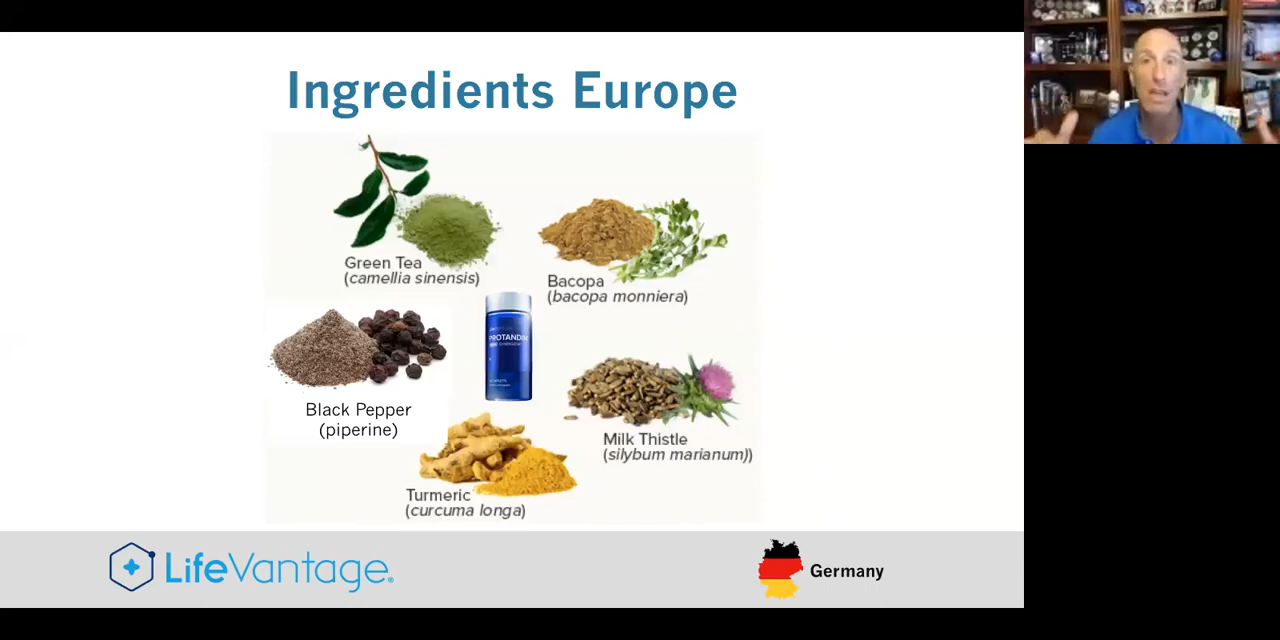 Ingredients Europe
Green Tea
(camellia sinensis)
Bacopa
(bacopa monniera)
PROTANDIM
Black Pepper
(piperine)
Milk Thistle
(silybum marianum))
Turmeric
(curcuma longa)
LifeVantage®
Germany